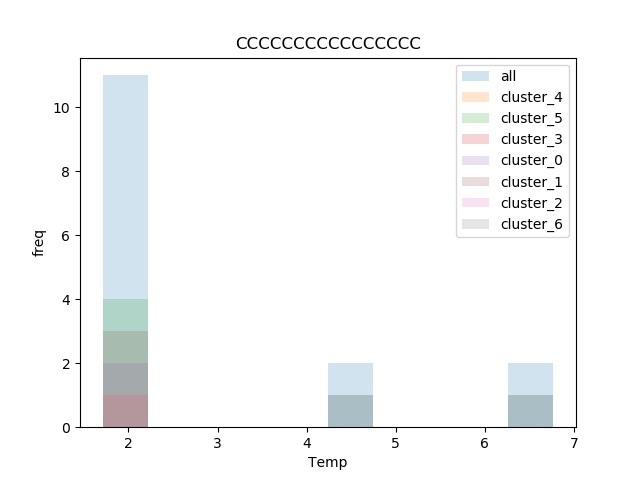 CCCCCCCCCCCCCCCC
all
cluster_4
cluster_5
cluster_3
cluster_0
cluster_1
cluster_2
cluster_6
freq
10
8
6
4
2
0
2 3 4 5 6 7
Temp